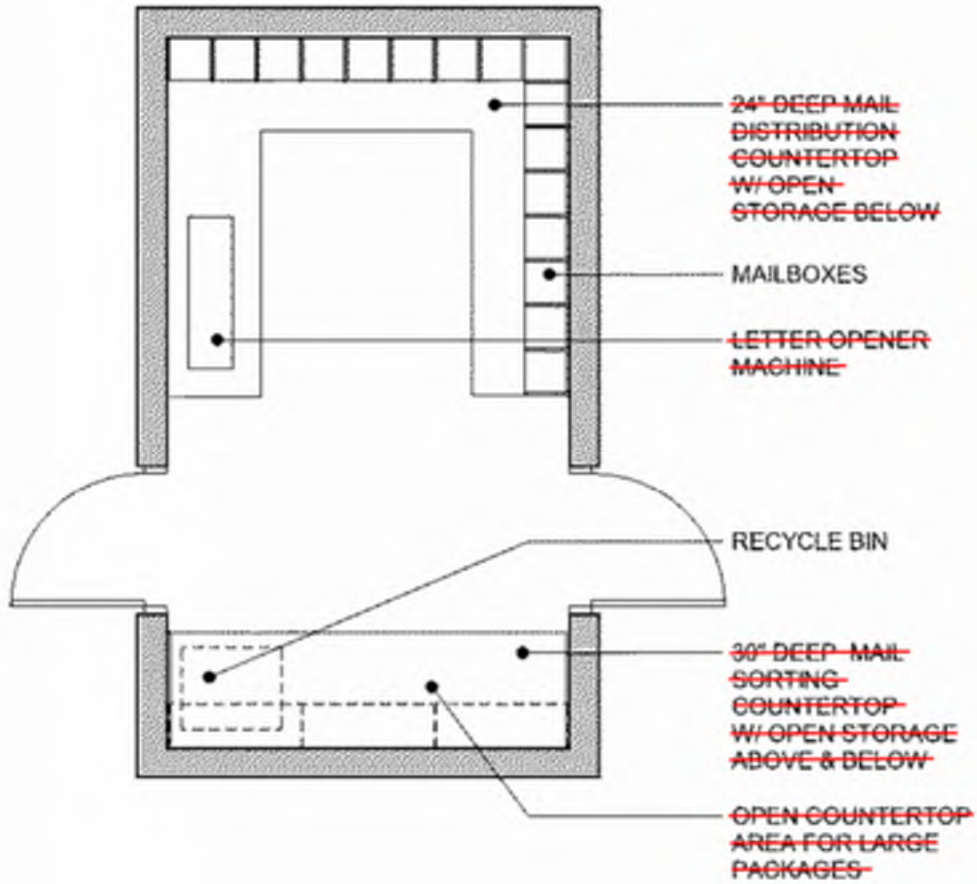 24" DEEP MAIL
DISTRIBUTION
COUNTERTOP
W/ OPEN
STORAGE BELOW
MAILBOXES
LETTER OPENER
MACHINE
RECYCLE BIN
30" DEEP MAIL
SORTING
COUNTERTOP
W/ OPEN STORAGE
ABOVE & BELOW
OPEN COUNTERTOP
AREA FOR LARGE
PACKAGES